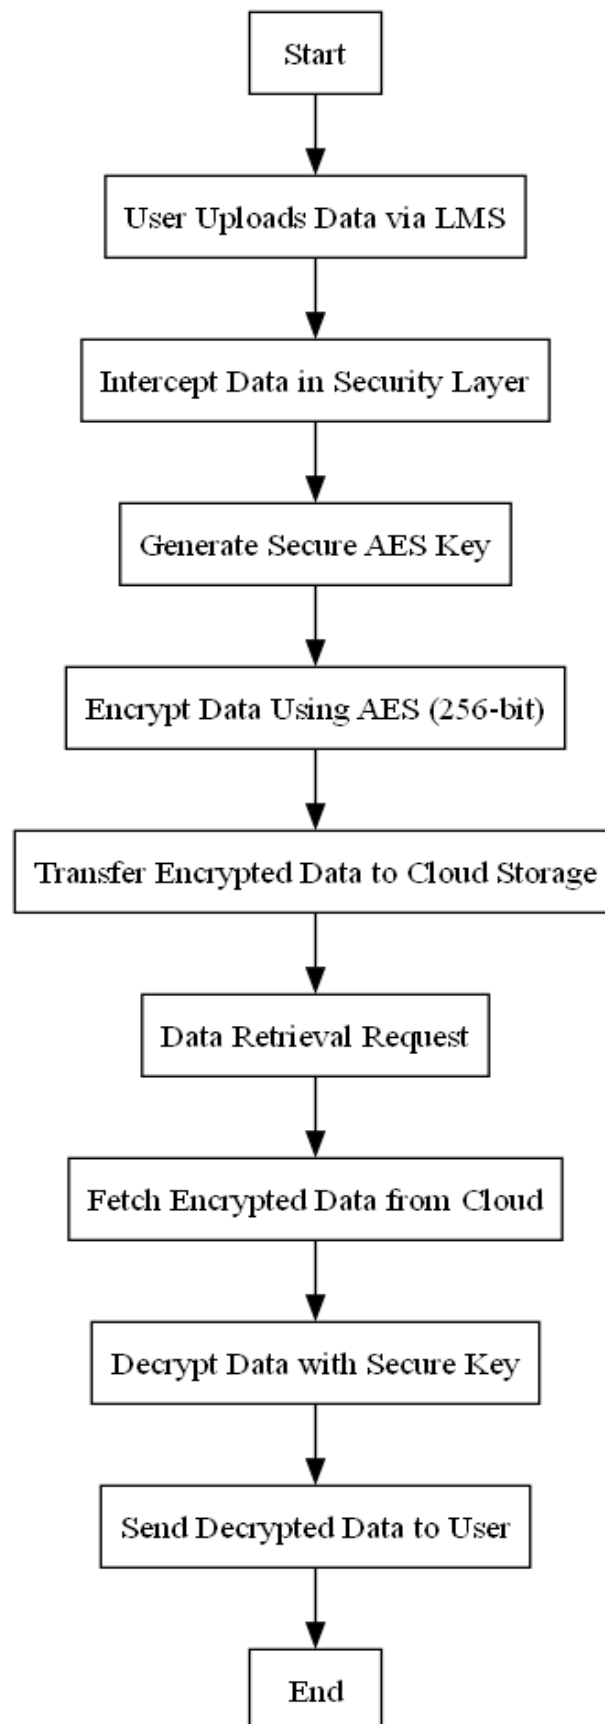 Start
User Uploads Data via LMS
Intercept Data in Security Layer
Generate Secure AES Key
Encrypt Data Using AES (256-bit)
Transfer Encrypted Data to Cloud Storage
Data Retrieval Request
Fetch Encrypted Data from Cloud
Decrypt Data with Secure Key
Send Decrypted Data to User
End